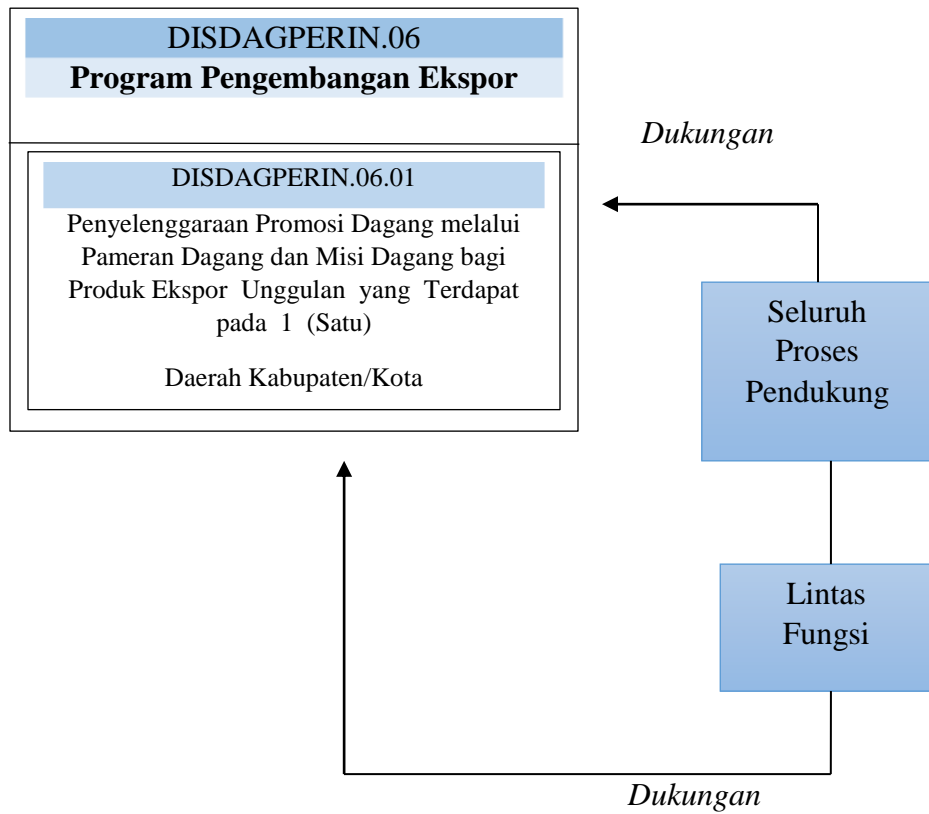 DISDAGPERIN.06
Program Pengembangan Ekspor
Dukungan
DISDAGPERIN.06.01
Penyelenggaraan Promosi Dagang melalui
Pameran Dagang dan Misi Dagang bagi
Produk Ekspor Unggulan yang Terdapat
pada 1 (Satu)
Daerah Kabupaten/Kota
Seluruh
Proses
Pendukung
Lintas
Fungsi
Dukungan